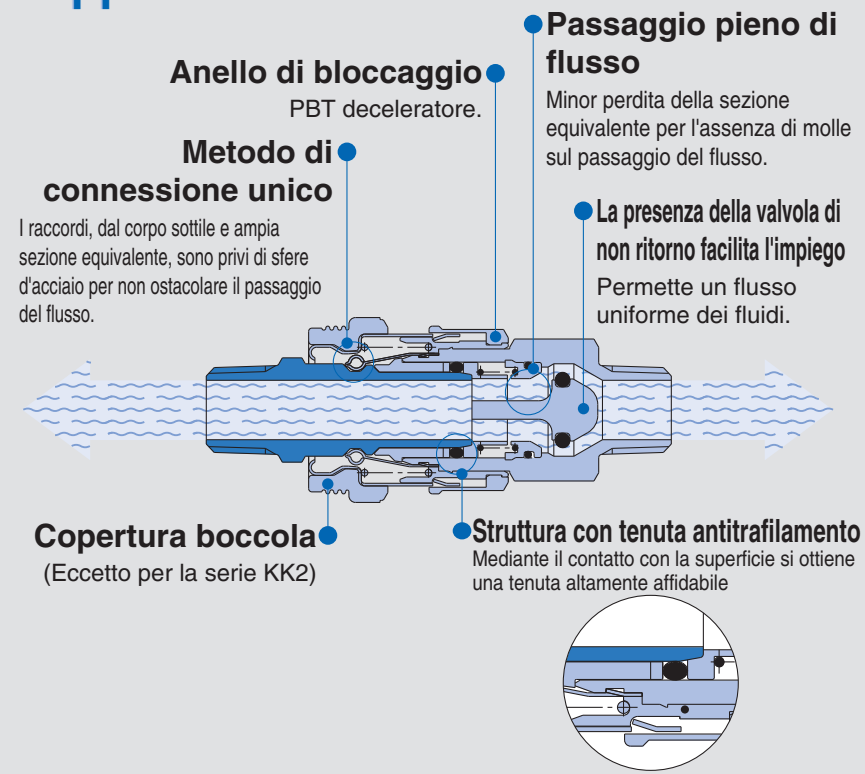 Passaggio pieno di
flusso
Minor perdita della sezione
equivalente per l'assenza di molle
sul passaggio del flusso.
Anello di bloccaggio
PBT deceleratore.
Metodo di
connessione unico
I raccordi, dal corpo sottile e ampia
sezione equivalente, sono privi di sfere
d'acciaio per non ostacolare il passaggio
del flusso.
La presenza della valvola di
non ritorno facilita l'impiego
Permette un flusso
uniforme dei fluidi.
Copertura boccola
(Eccetto per la serie KK2)
Struttura con tenuta antitrafilamento
Mediante il contatto con la superficie si ottiene
una tenuta altamente affidabile